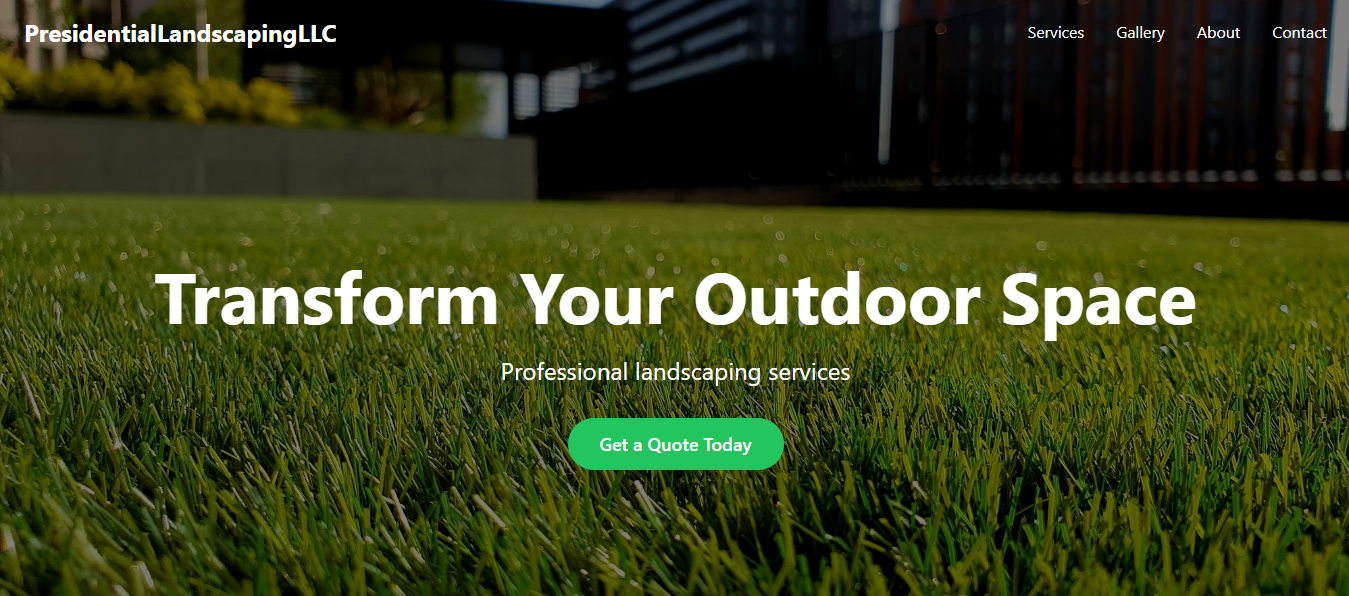 PresidentialLandscapingLLC
Services Gallery About Contact
Transform Your Outdoor Space
Professional landscaping services
Get a Quote Today